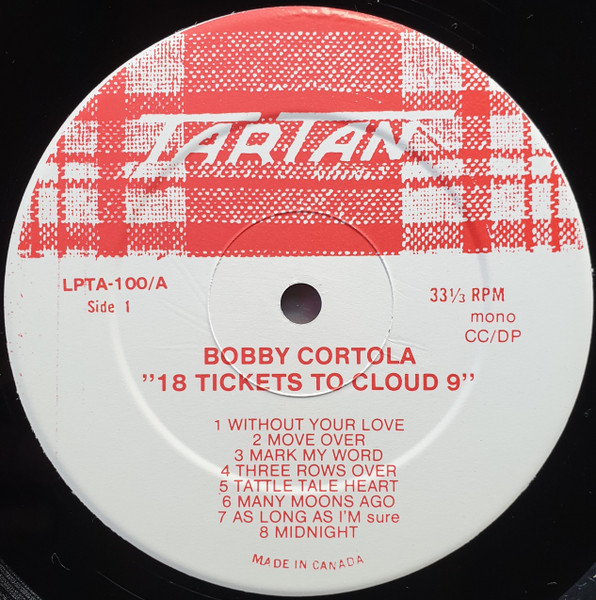 TARTAN
LPTA-100/A
Side 1
33⅓ RPM
mono
CC/DP
BOBBY CORTOLA
"18 TICKETS TO CLOUD 9"
1 WITHOUT YOUR LOVE
2 MOVE OVER
3 MARK MY WORD
4 THREE ROWS OVER
5 TATTLE TALE HEART
6 MANY MOONS AGO
7 AS LONG AS I'M sure
8 MIDNIGHT
MADE IN CANADA